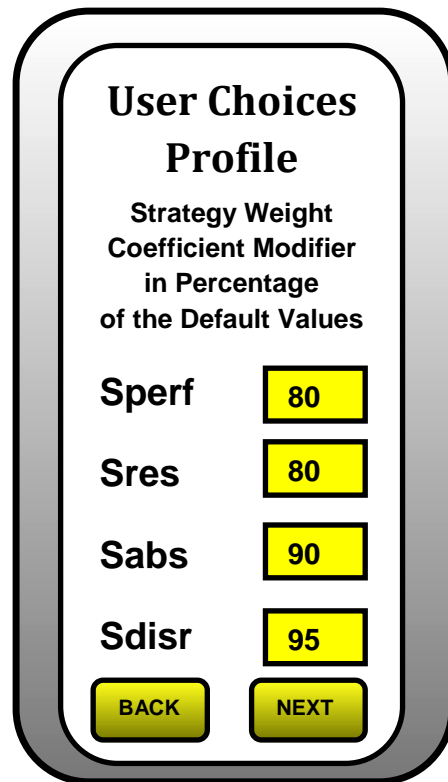 User Choices
Profile
Strategy Weight
Coefficient Modifier
in Percentage
of the Default Values
Sperf 80
Sres 80
Sabs 90
Sdisr 95
BACK NEXT